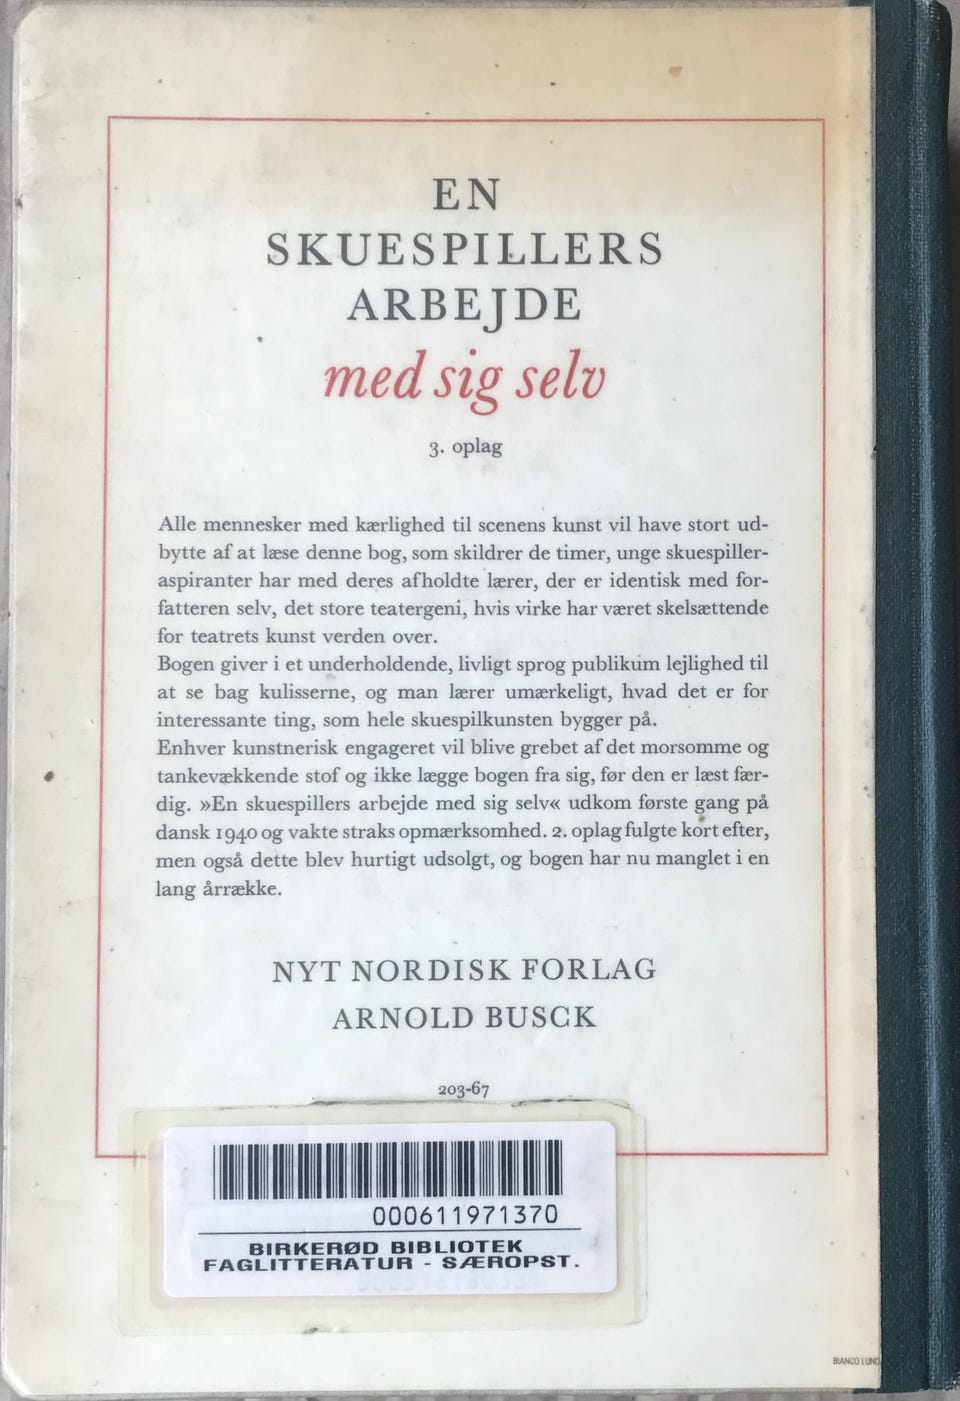 EN
SKUESPILLERS
ARBEJDE
med sig selv
3. oplag
Alle mennesker med kærlighed til scenens kunst vil have stort ud-
bytte af at læse denne bog, som skildrer de timer, unge skuespiller-
aspiranter har med deres afholdte lærer, der er identisk med for-
fatteren selv, det store teatergeni, hvis virke har været skelsættende
for teatrets kunst verden over.
Bogen giver i et underholdende, livligt sprog publikum lejlighed til
at se bag kulisserne, og man lærer umærkeligt, hvad det er for
interessante ting, som hele skuespilkunsten bygger på.
Enhver kunstnerisk engageret vil blive grebet af det morsomme og
tankevækkende stof og ikke lægge bogen fra sig, før den er læst fær-
dig. »En skuespillers arbejde med sig selv« udkom første gang på
dansk 1940 og vakte straks opmærksomhed. 2. oplag fulgte kort efter,
men også dette blev hurtigt udsolgt, og bogen har nu manglet i en
lang årrække.
NYT NORDISK FORLAG
ARNOLD BUSCK
203-67
000611971370
BIRKERØD BIBLIOTEK
FAGLITTERATUR - SÆROPST.
BIANCO LUNO